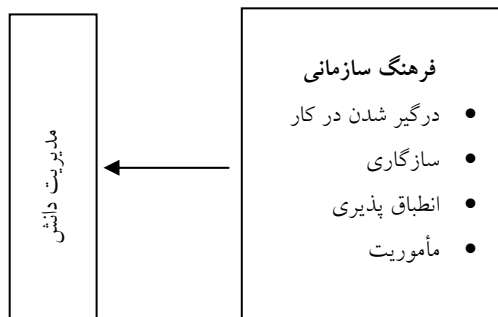 فرهنگ سازمانی
• درگیر شدن در کار
• سازگاری
• انطباق پذیری
• مأموریت
مدیریت دانش